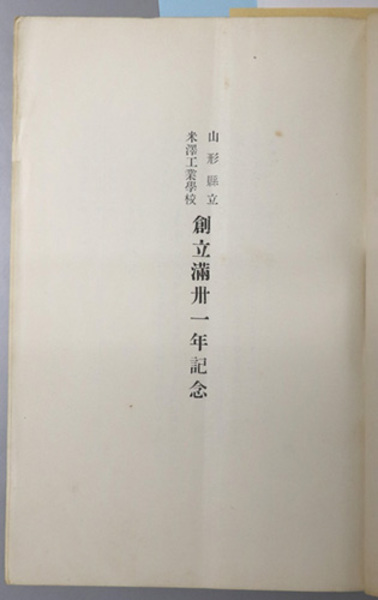 山形縣立
米澤工業學校
創立滿卅一年記念